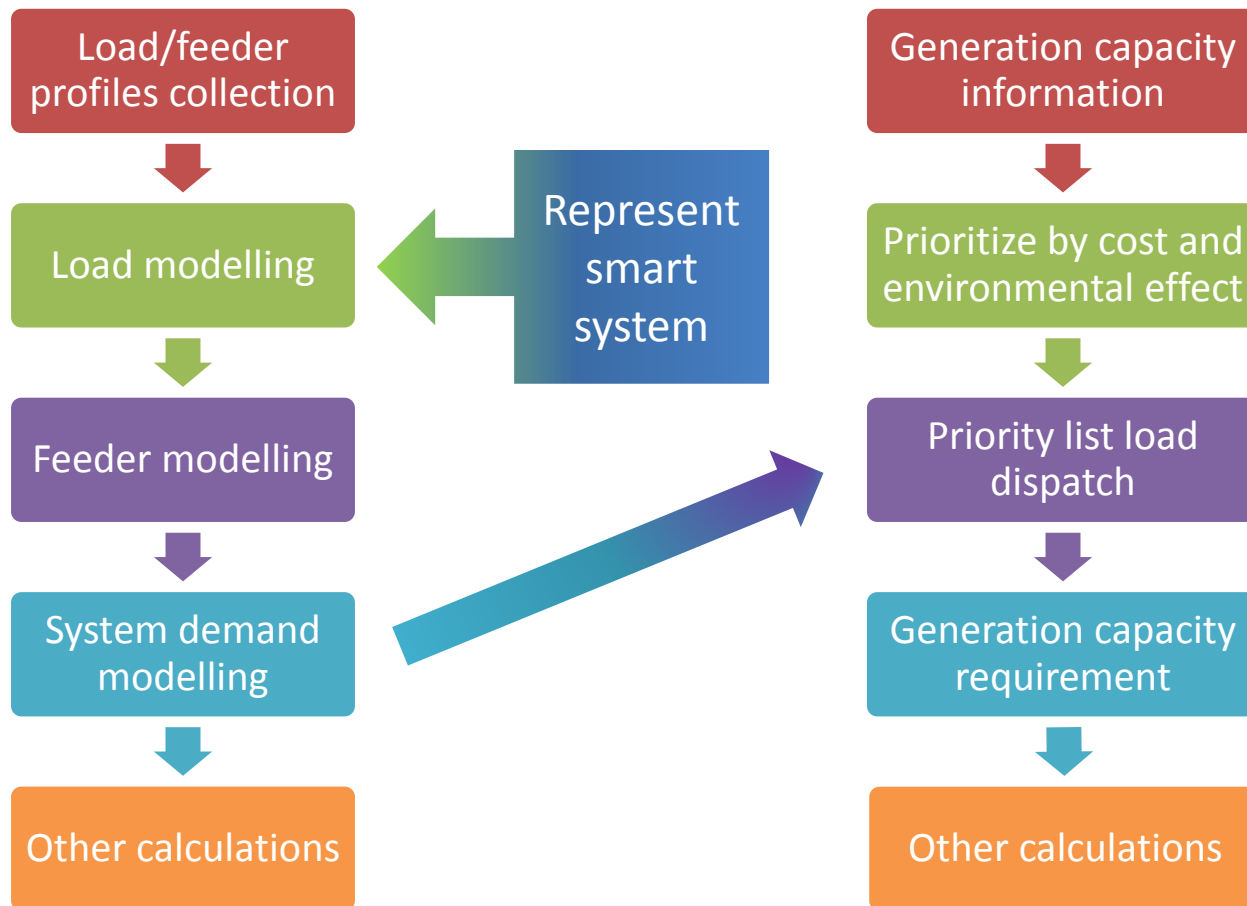 Load/feeder
profiles collection
Load modelling
Feeder modelling
System demand
modelling
Other calculations
Represent
smart
system
Generation capacity
information
Prioritize by cost and
environmental effect
Priority list load
dispatch
Generation capacity
requirement
Other calculations